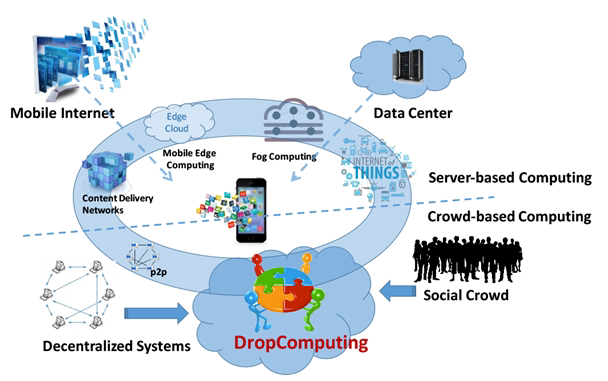 Mobile Internet
Data Center
Edge
Cloud
Mobile Edge
Computing
Fog Computing
INTERNET of
THINGS
Content Delivery
Networks
Server-based Computing
Crowd-based Computing
p2p
Social Crowd
Decentralized Systems
DropComputing